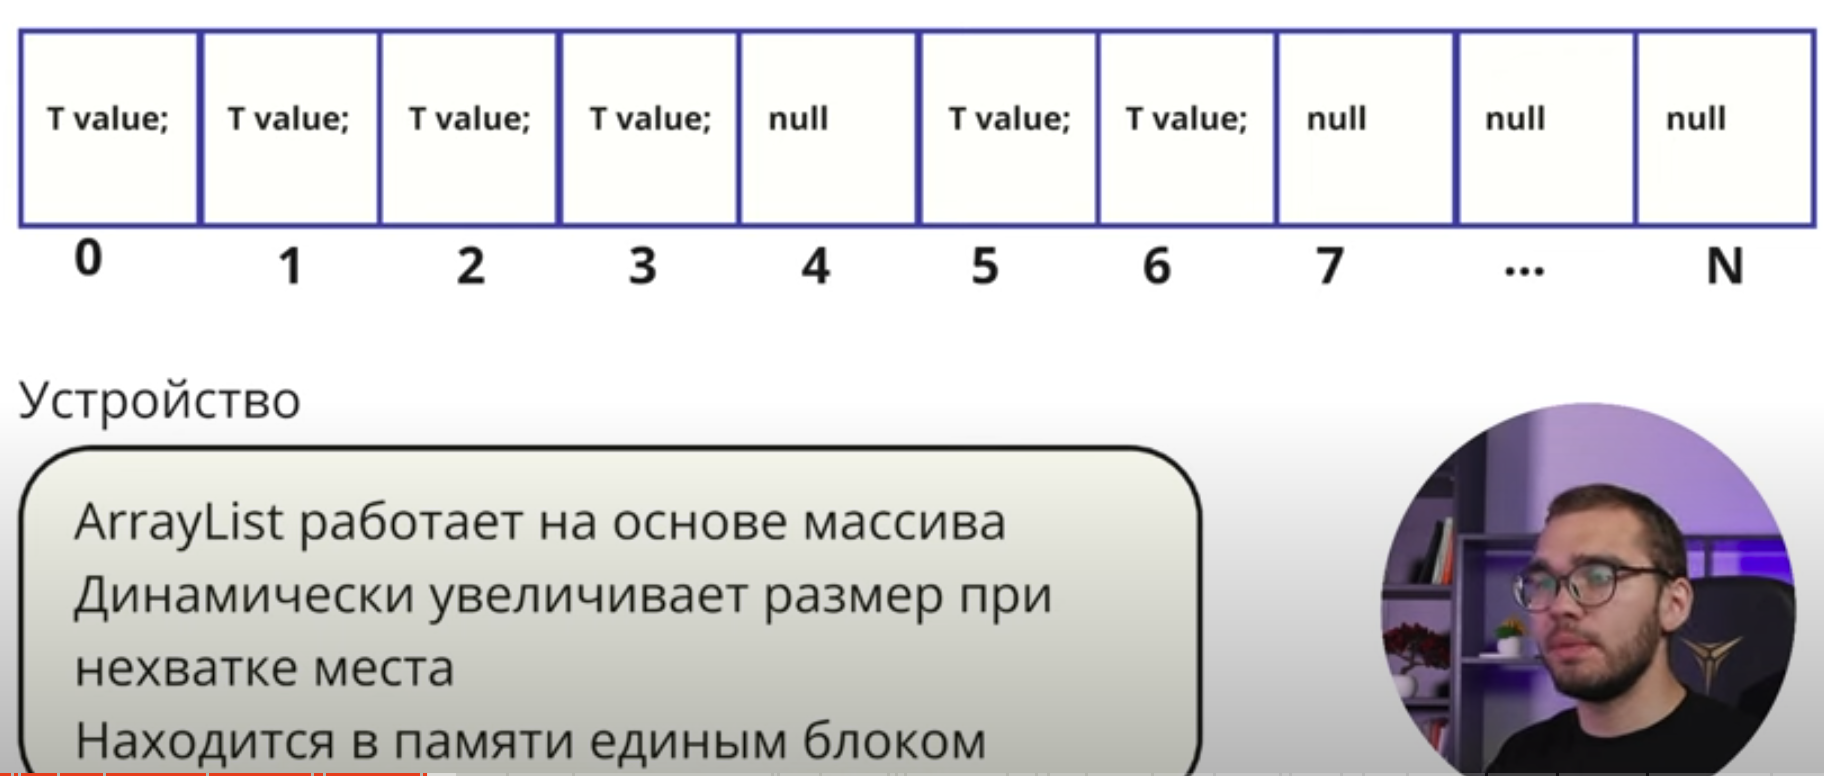 T value; T value; T value; T value; null T value; T value; null null null
0 1 2 3 4 5 6 7 ... N
Устройство
ArrayList работает на основе массива
Динамически увеличивает размер при
нехватке места
Находится в памяти единым блоком